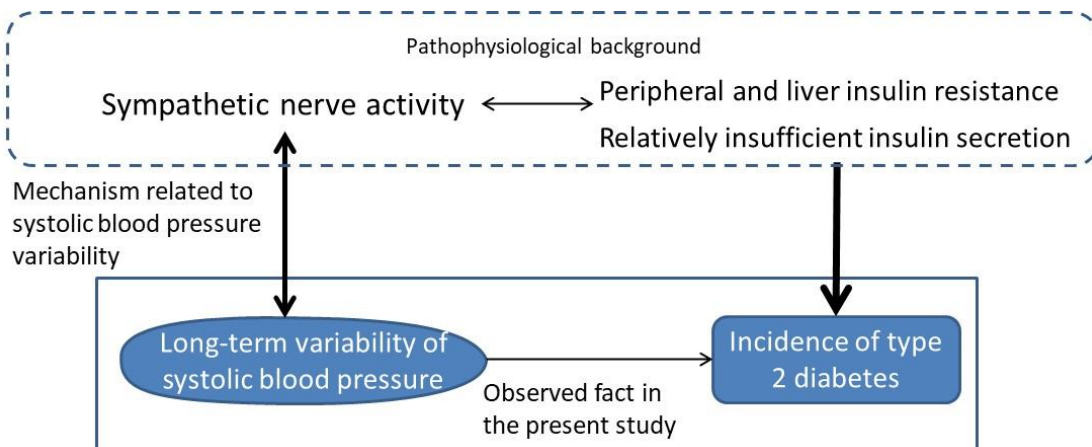 Pathophysiological background
Sympathetic nerve activity
Peripheral and liver insulin resistance
Relatively insufficient insulin secretion
Mechanism related to
systolic blood pressure
variability
Long-term variability of
systolic blood pressure
Observed fact in
the present study
Incidence of type
2 diabetes